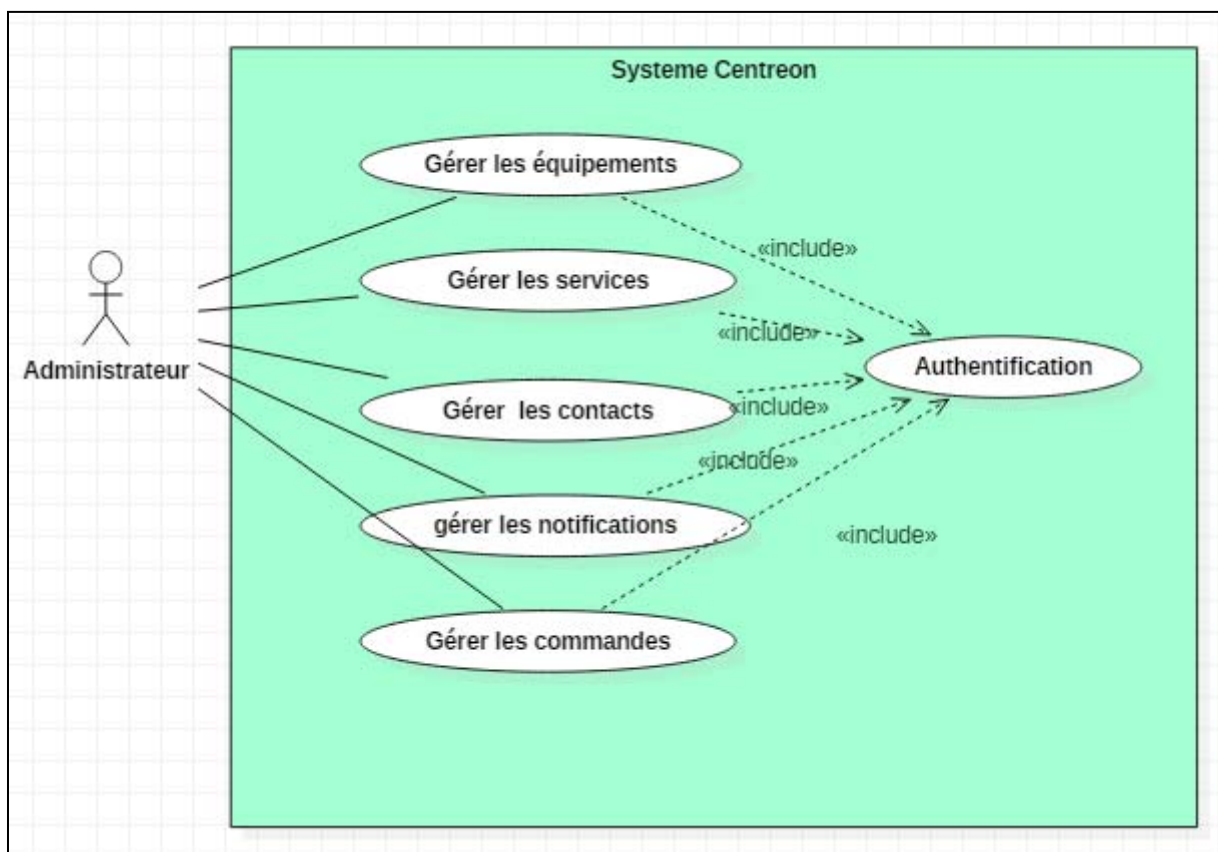 Systeme Centreon
Gérer les équipements
«include»
Gérer les services
«include»
Administrateur
Authentification
Gérer les contacts
«include»
«include»
gérer les notifications
«include»
Gérer les commandes